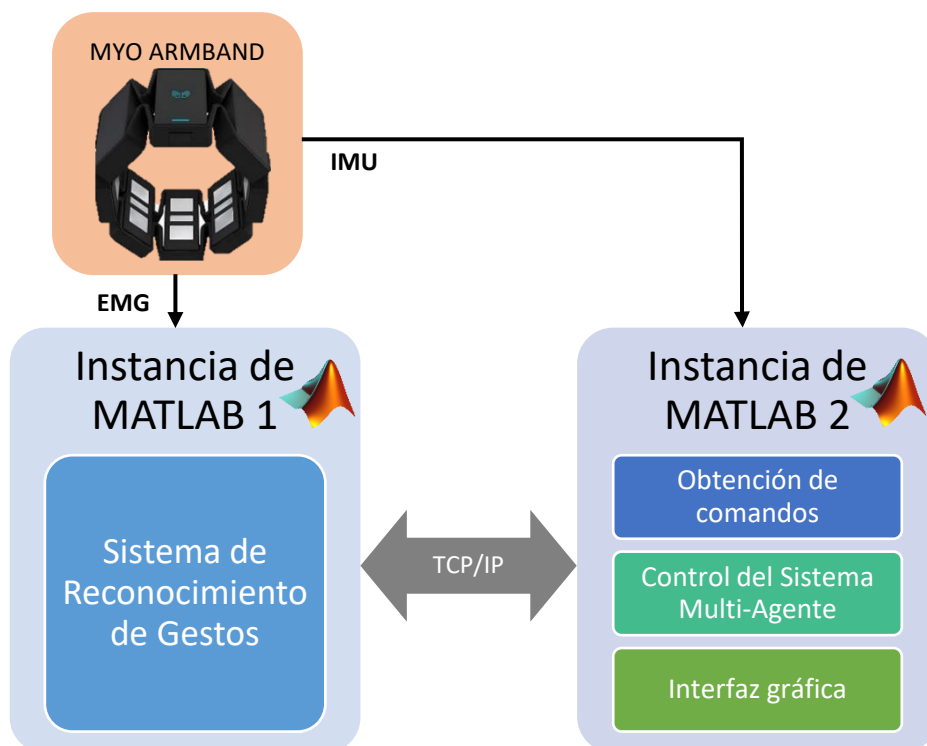 MYO ARMBAND
IMU
EMG
Instancia de
MATLAB 1
Sistema de
Reconocimiento
de Gestos
TCP/IP
Instancia de
MATLAB 2
Obtención de
comandos
Control del Sistema
Multi-Agente
Interfaz gráfica